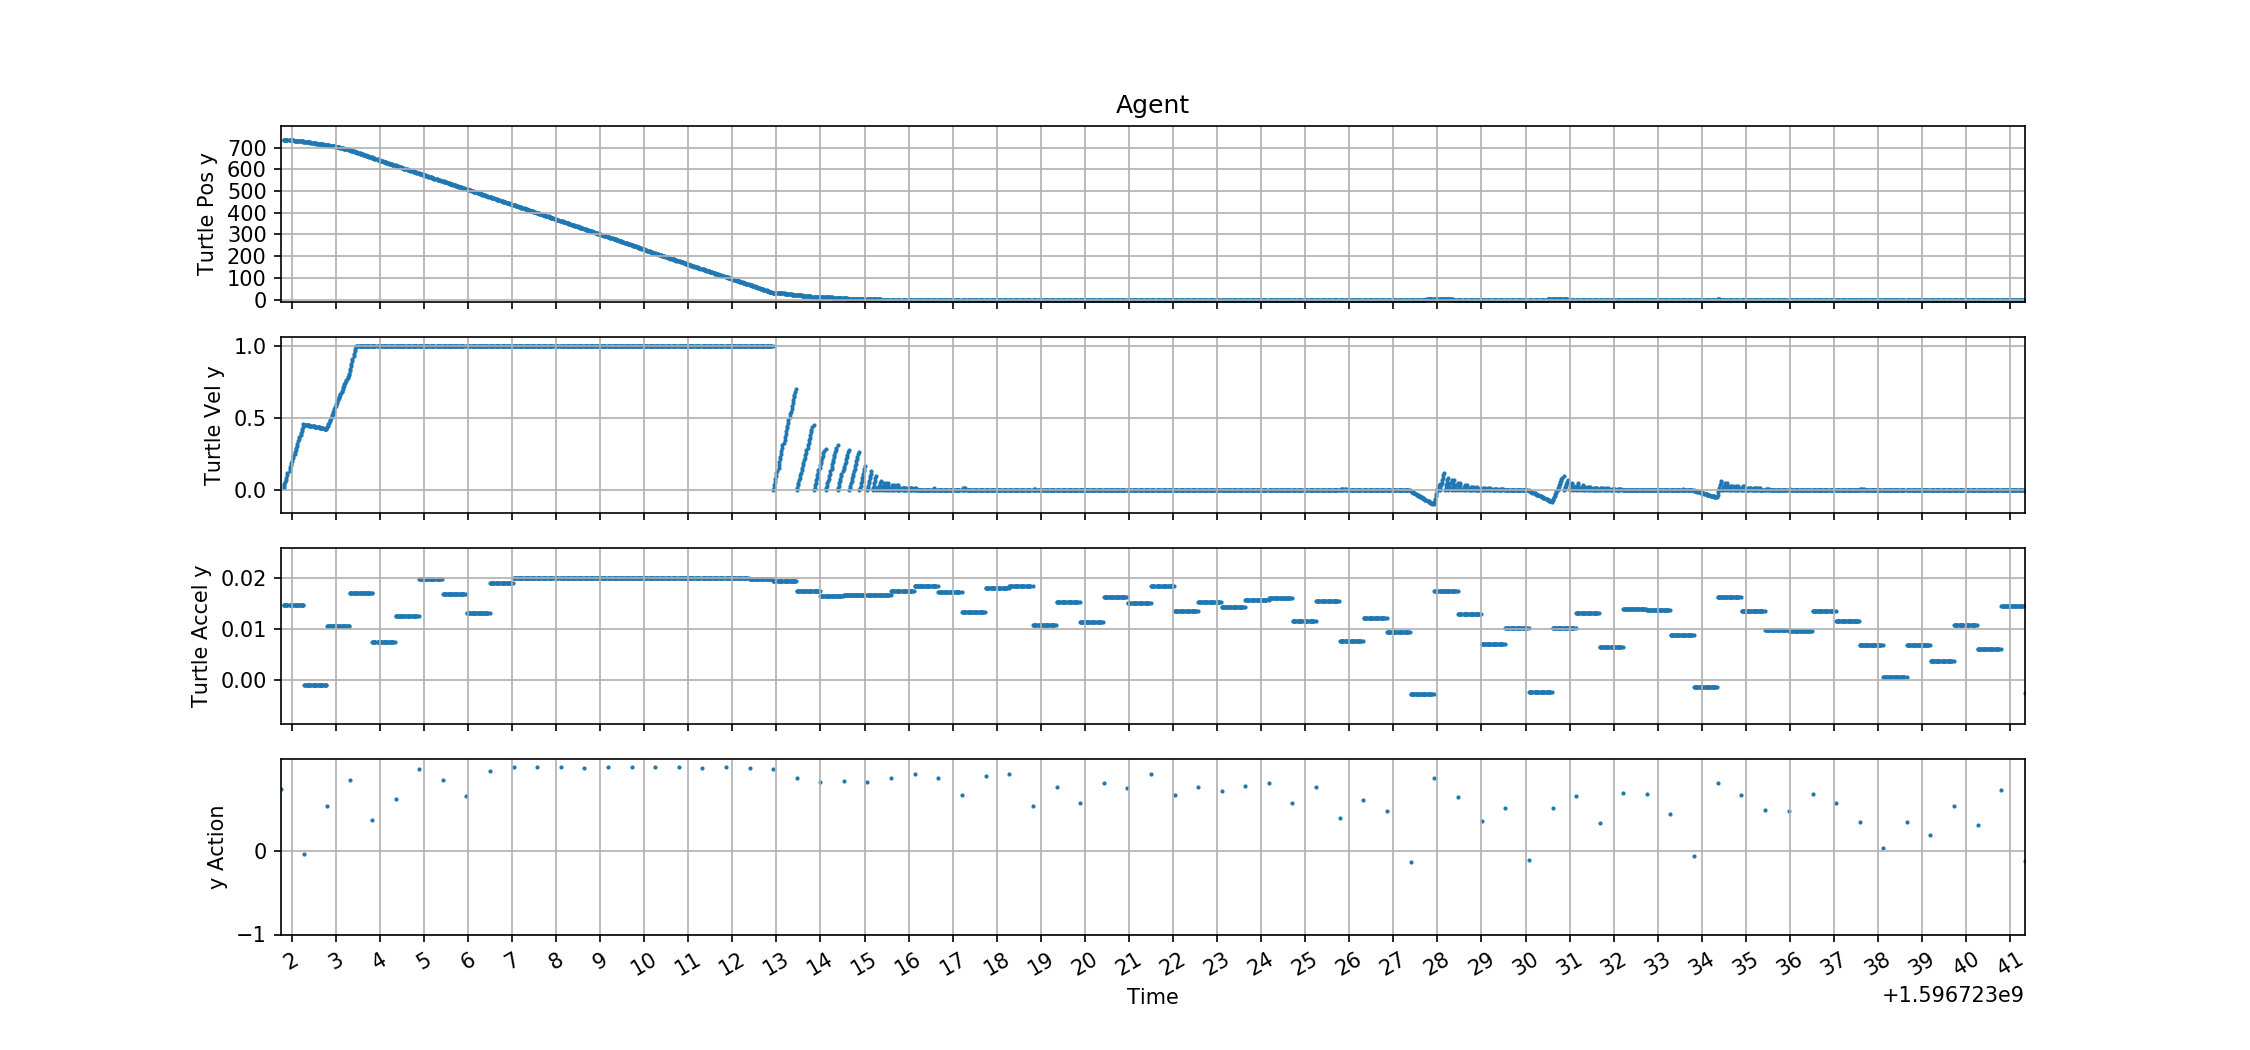 Agent
Turtle Pos y
700
600
500
400
300
200
100
0
Turtle Vel y
1.0
0.5
0.0
Turtle Accel y
0.02
0.01
0.00
y Action
0
−1
2 3 4 5 6 7 8 9 10 11 12 13 14 15 16 17 18 19 20 21 22 23 24 25 26 27 28 29 30 31 32 33 34 35 36 37 38 39 40 41
Time
+1.596723e9